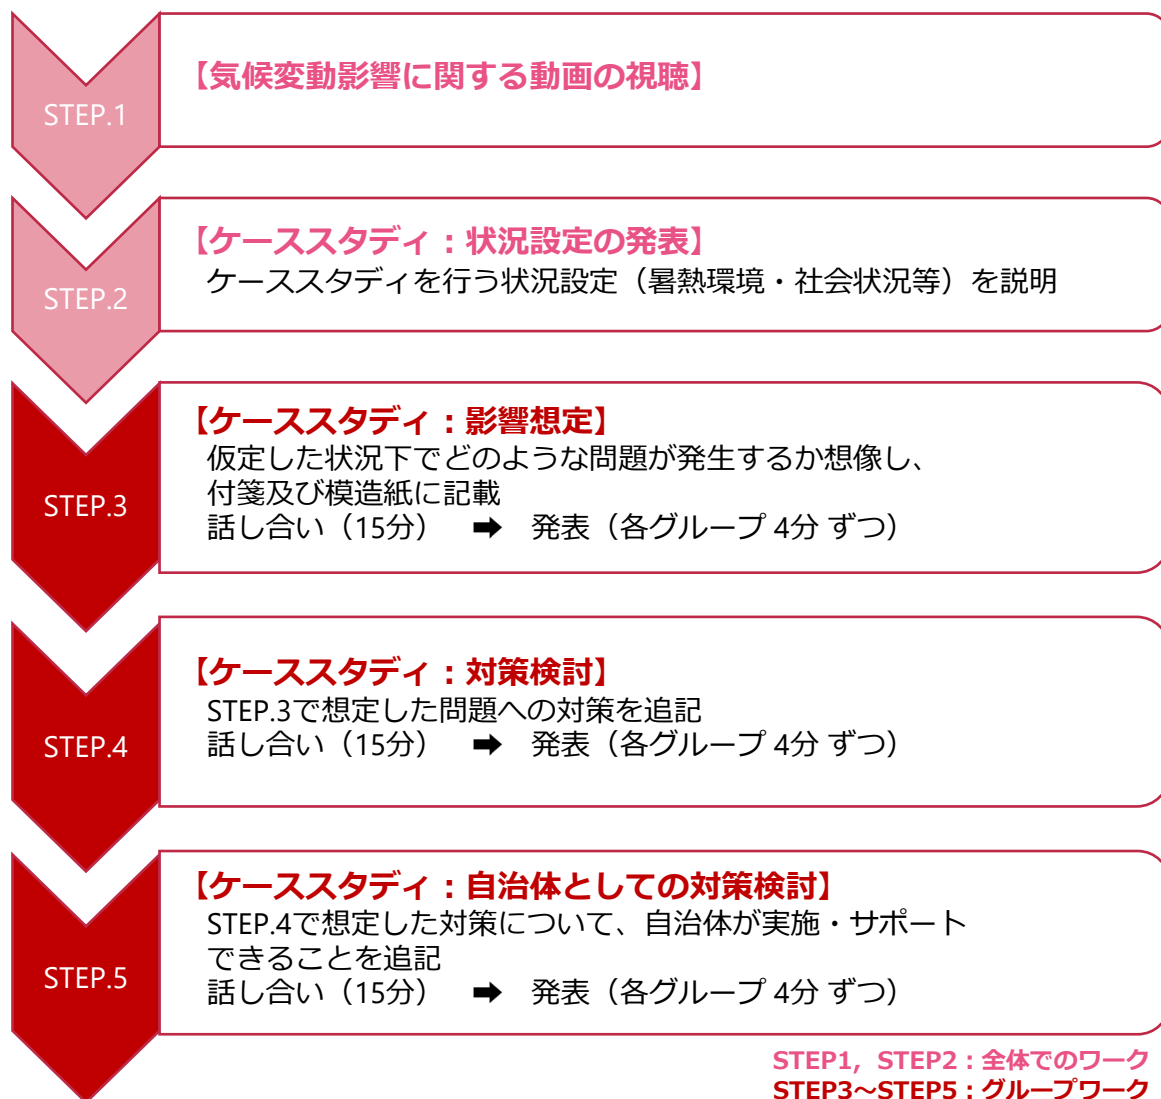 STEP.1
【気候変動影響に関する動画の視聴】
STEP.2
【ケーススタディ：状況設定の発表】
ケーススタディを行う状況設定（暑熱環境・社会状況等）を説明
STEP.3
【ケーススタディ：影響想定】
仮定した状況下でどのような問題が発生するか想像し、
付箋及び模造紙に記載
話し合い（15分）　➡　発表（各グループ 4分 ずつ）
STEP.4
【ケーススタディ：対策検討】
STEP.3で想定した問題への対策を追記
話し合い（15分）　➡　発表（各グループ 4分 ずつ）
STEP.5
【ケーススタディ：自治体としての対策検討】
STEP.4で想定した対策について、自治体が実施・サポート
できることを追記
話し合い（15分）　➡　発表（各グループ 4分 ずつ）
STEP1，STEP2：全体でのワーク
STEP3～STEP5：グループワーク